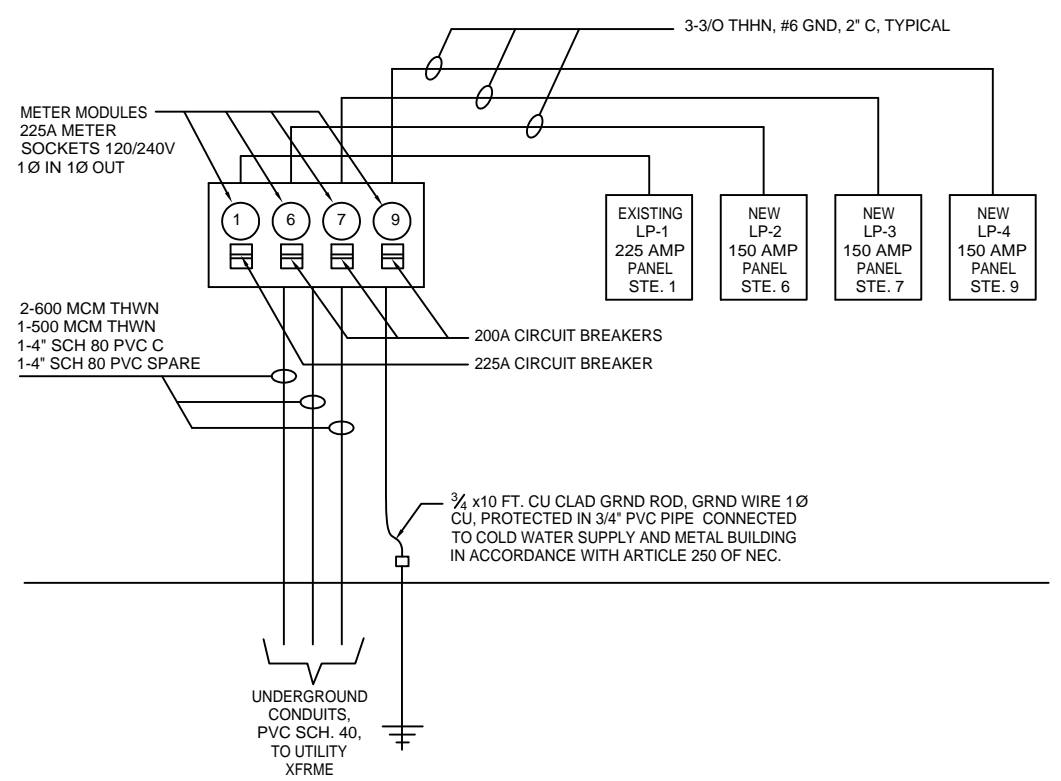 3-3/O THHN, #6 GND, 2" C, TYPICAL
METER MODULES
225A METER
SOCKETS 120/240V
1Ø IN 1Ø OUT
1
6
7
9
EXISTING
LP-1
225 AMP
PANEL
STE. 1
NEW
LP-2
150 AMP
PANEL
STE. 6
NEW
LP-3
150 AMP
PANEL
STE. 7
NEW
LP-4
150 AMP
PANEL
STE. 9
2-600 MCM THWN
1-500 MCM THWN
1-4" SCH 80 PVC C
1-4" SCH 80 PVC SPARE
200A CIRCUIT BREAKERS
225A CIRCUIT BREAKER
3/4 x10 FT. CU CLAD GRND ROD, GRND WIRE 1Ø
CU, PROTECTED IN 3/4" PVC PIPE CONNECTED
TO COLD WATER SUPPLY AND METAL BUILDING
IN ACCORDANCE WITH ARTICLE 250 OF NEC.
UNDERGROUND
CONDUITS,
PVC SCH. 40,
TO UTILITY
XFRME